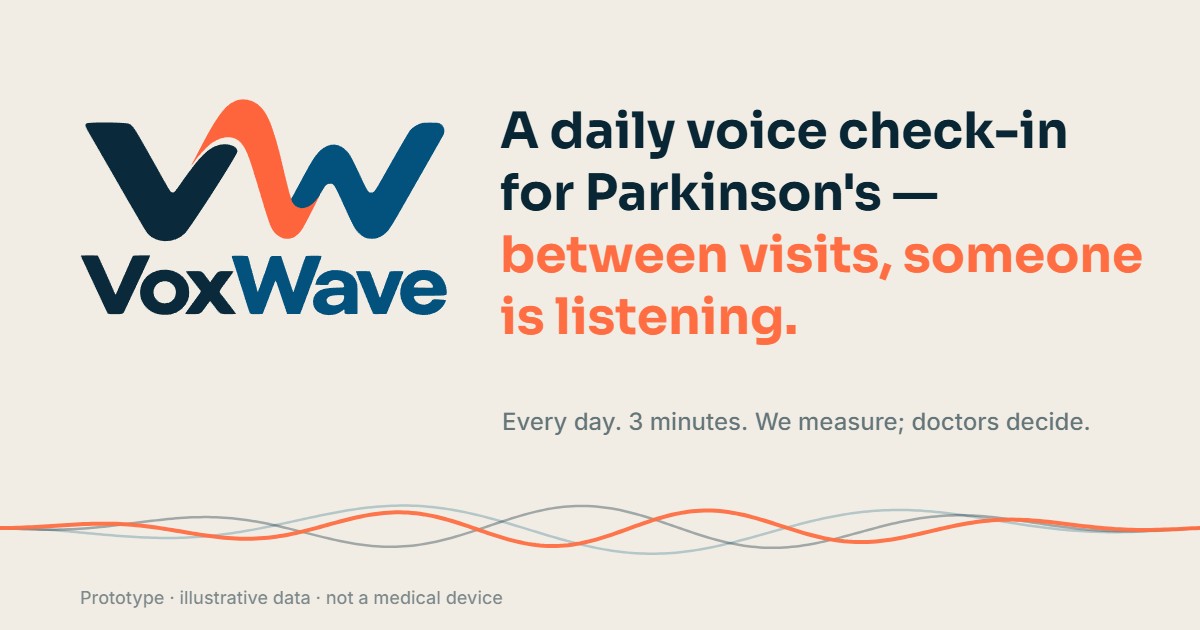 VoxWave
A daily voice check-in
for Parkinson's —
between visits, someone
is listening.
Every day. 3 minutes. We measure; doctors decide.
Prototype · illustrative data · not a medical device